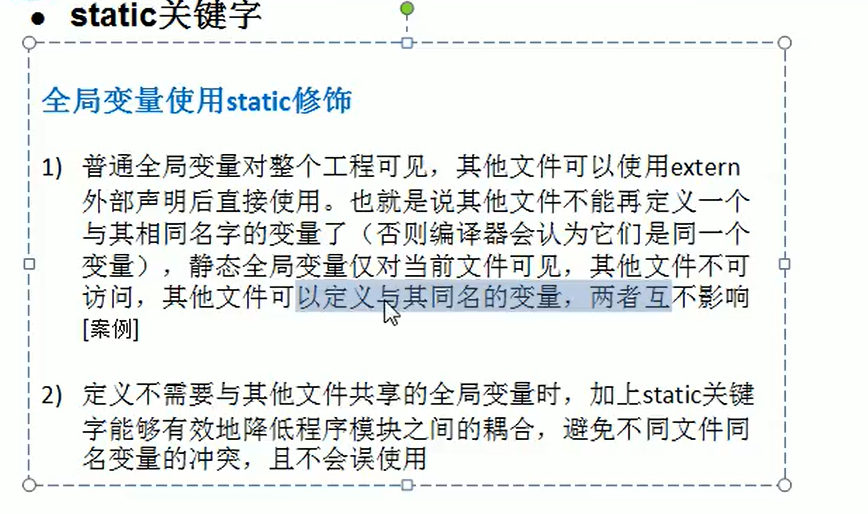 ● static关键字
全局变量使用static修饰
1) 普通全局变量对整个工程可见，其他文件可以使用extern
外部声明后直接使用。也就是说其他文件不能再定义一个
与其相同名字的变量了（否则编译器会认为它们是同一个
变量），静态全局变量仅对当前文件可见，其他文件不可
访问，其他文件可以定义与其同名的变量，两者互不影响
[案例]
2) 定义不需要与其他文件共享的全局变量时，加上static关键
字能够有效地降低程序模块之间的耦合，避免不同文件同
名变量的冲突，且不会误使用